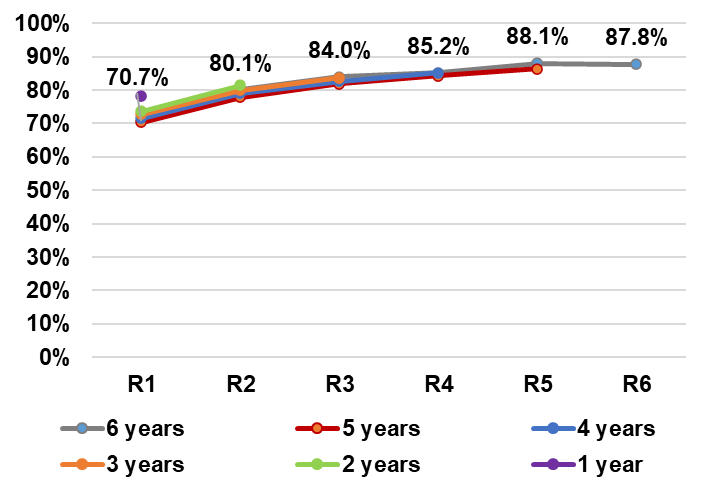 100%
90%
80%
70%
60%
50%
40%
30%
20%
10%
0%
70.7% 80.1% 84.0% 85.2% 88.1% 87.8%
R1 R2 R3 R4 R5 R6
6 years 5 years 4 years
3 years 2 years 1 year